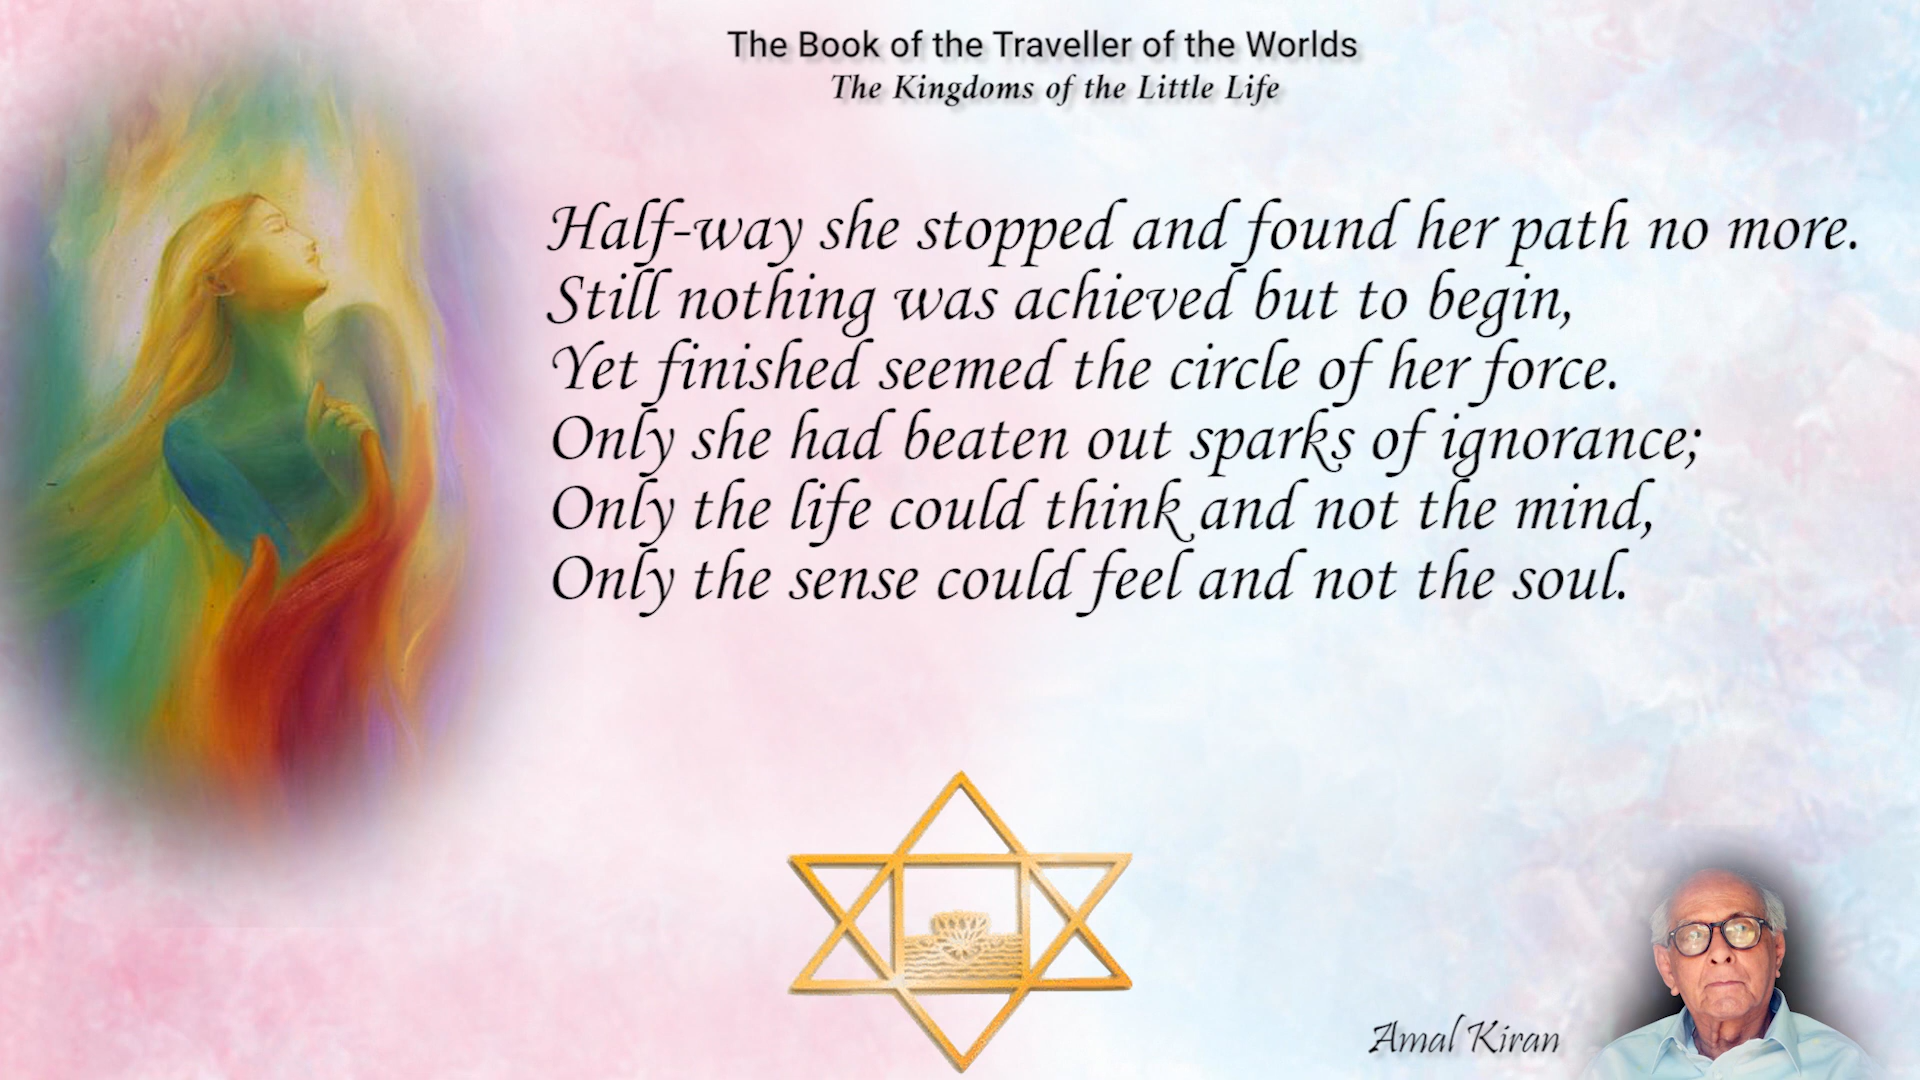 The Book of the Traveller of the Worlds
The Kingdoms of the Little Life
Half-way she stopped and found her path no more.
Still nothing was achieved but to begin,
Yet finished seemed the circle of her force.
Only she had beaten out sparks of ignorance;
Only the life could think and not the mind,
Only the sense could feel and not the soul.
Amal Kiran